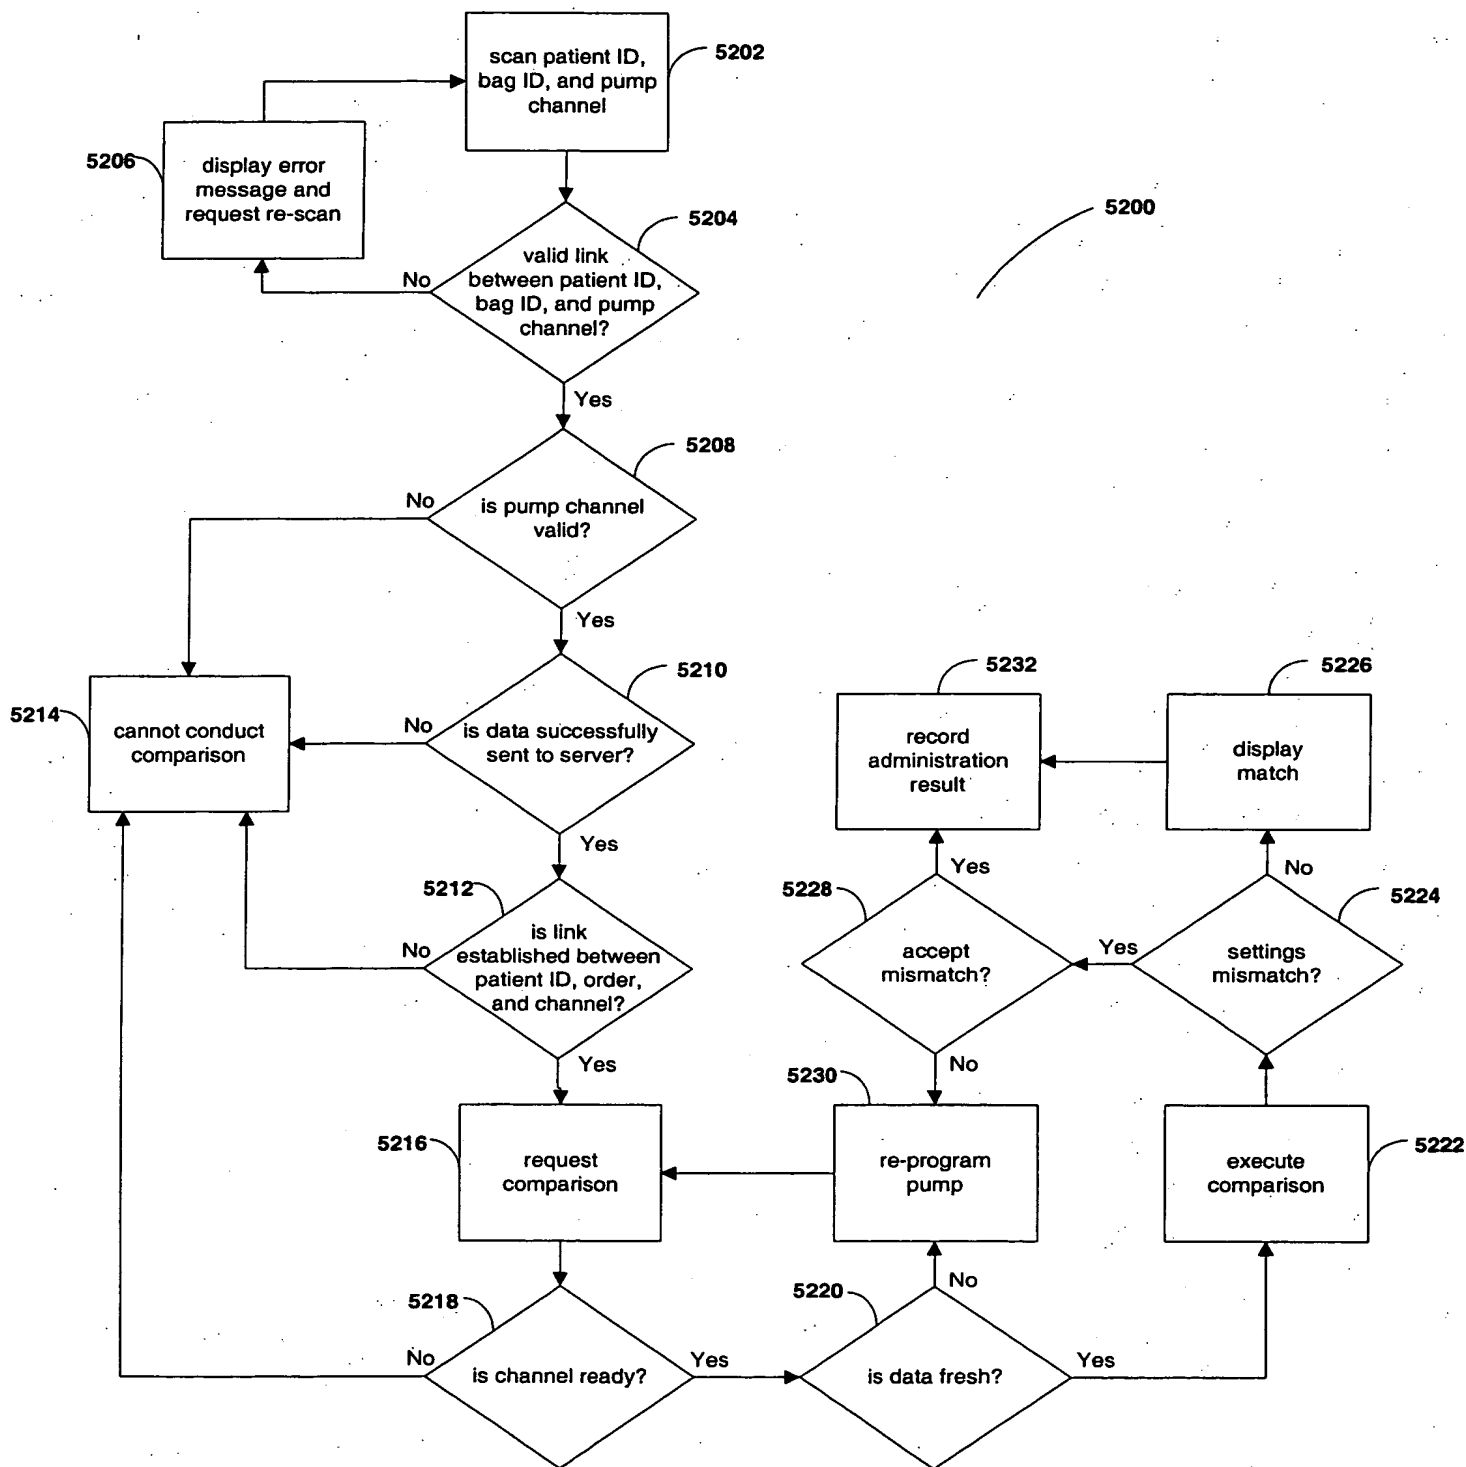 scan patient ID,
bag ID, and pump
channel
5202
display error
message and
request re-scan
5206
5200
valid link
between patient ID,
bag ID, and pump
channel?
5204
No
Yes
is pump channel
valid?
5208
No
Yes
is data successfully
sent to server?
5210
No
Yes
cannot conduct
comparison
5214
record
administration
result
5232
display
match
5226
is link
established between
patient ID, order,
and channel?
5212
No
Yes
accept
mismatch?
5228
Yes
No
settings
mismatch?
5224
No
Yes
request
comparison
5216
re-program
pump
5230
execute
comparison
5222
is channel ready?
5218
No
Yes
is data fresh?
5220
No
Yes